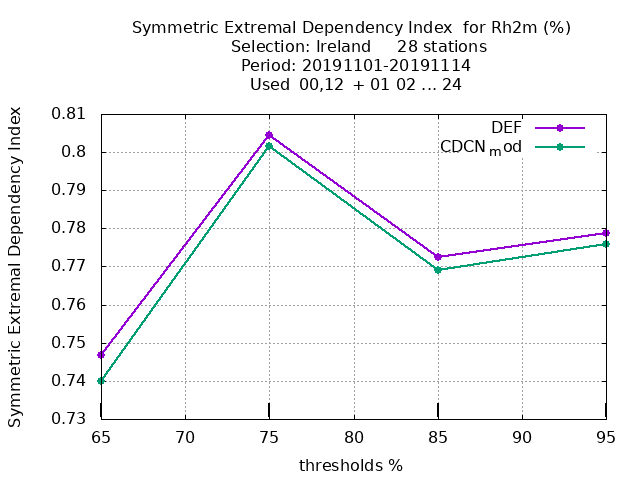 Symmetric Extremal Dependency Index  for Rh2m (%)
Selection: Ireland     28 stations
Period: 20191101-20191114
Used  00,12  + 01 02 ... 24
DEF
CDCN_mod
Symmetric Extremal Dependency Index
0.81
0.8
0.79
0.78
0.77
0.76
0.75
0.74
0.73
65 70 75 80 85 90 95
thresholds %